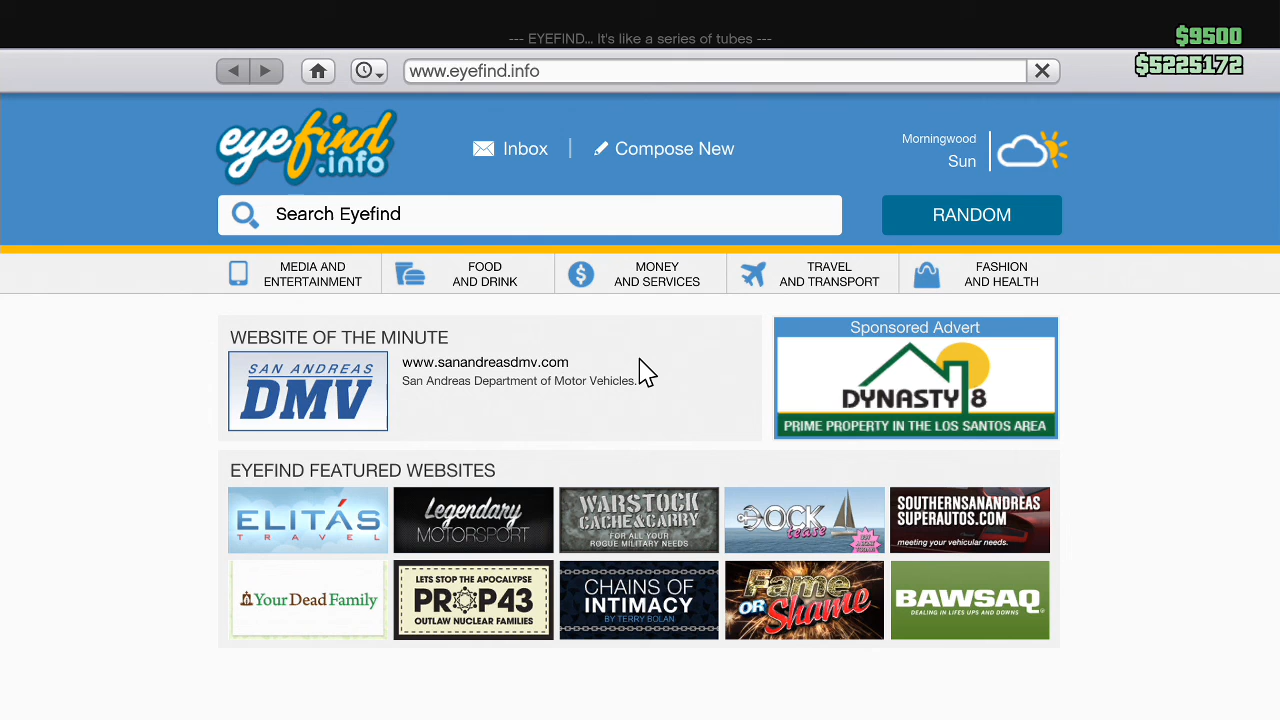 --- EYEFIND... It's like a series of tubes ---
$9500
$5225172
www.eyefind.info
eyefind
.info
Inbox
Compose New
Morningwood
Sun
Search Eyefind
RANDOM
MEDIA AND
ENTERTAINMENT
FOOD
AND DRINK
MONEY
AND SERVICES
TRAVEL
AND TRANSPORT
FASHION
AND HEALTH
WEBSITE OF THE MINUTE
SAN ANDREAS
DMV
www.sanandreasdmv.com
San Andreas Department of Motor Vehicles.
Sponsored Advert
DYNASTY 8
PRIME PROPERTY IN THE LOS SANTOS AREA
EYEFIND FEATURED WEBSITES
ELITÁS
TRAVEL
Legendary
MOTORSPORT
WARSTOCK
CACHE&CARRY
FOR ALL YOUR
ROGUE MILITARY NEEDS
DOCK
tease
SOUTHERNSANANDREAS
SUPERAUTOS.COM
meeting your vehicular needs.
YourDeadFamily
LETS STOP THE APOCALYPSE
PROP43
OUTLAW NUCLEAR FAMILIES
CHAINS OF
INTIMACY
BY TERRY BOLAN
Fame
OR Shame
BAWSAQ
DEALING IN LIFES UPS AND DOWNS